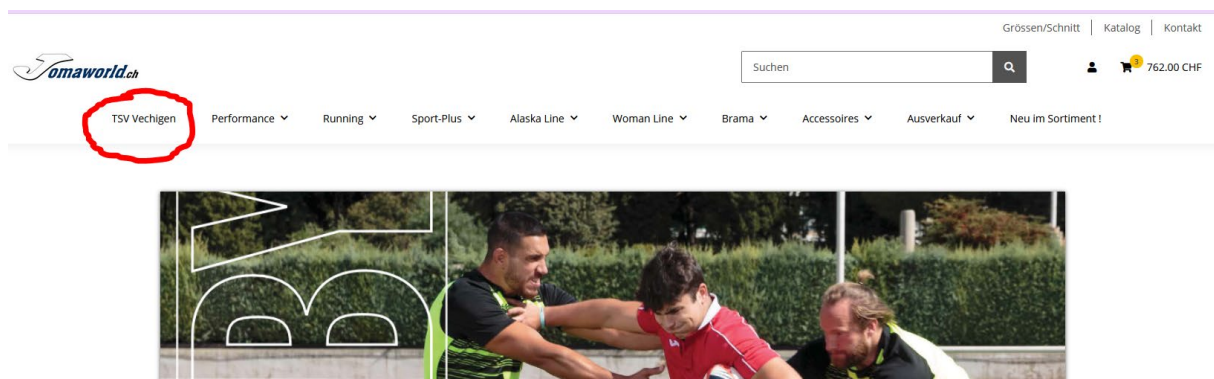 Grössen/Schnitt | Katalog | Kontakt
Jomaworld.ch
Suchen
3 762.00 CHF
TSV Vechigen Performance Running Sport-Plus Alaska Line Woman Line Brama Accessoires Ausverkauf Neu im Sortiment !